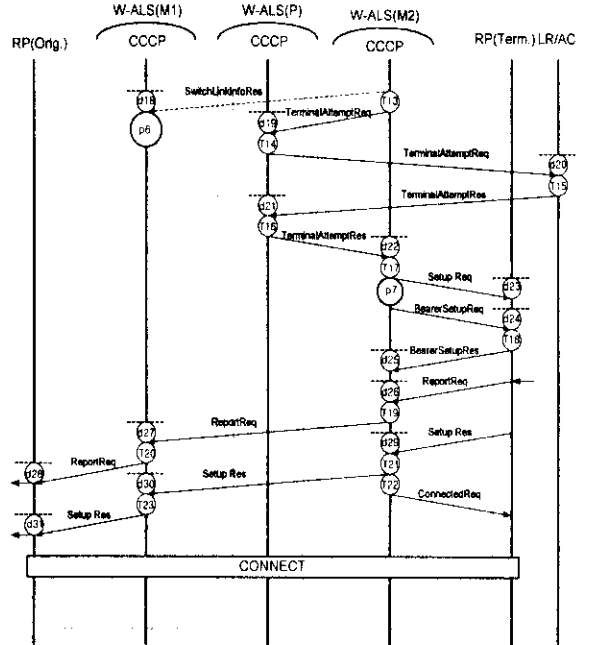 W-ALS(M1) W-ALS(P) W-ALS(M2)
RP(Orig.) CCCP CCCP CCCP RP(Term.) LR/AC
SwitchLinkInfoRes
d18 T13
TerminalAttemptReq
p6 d19
T14
TerminalAttemptReq
d20
T15
TerminalAttemptRes
d21
T16
TerminalAttemptRes
d22
T17
Setup Req
p7 d23
BearerSetupReq
d24
T18
BearerSetupRes
d25
ReportReq
d26
T19
ReportReq
d27
Setup Res
d29
T20
ReportReq
d28
T21
Setup Res
d30
T22
T23
ConnectedReq
Setup Res
d31
CONNECT